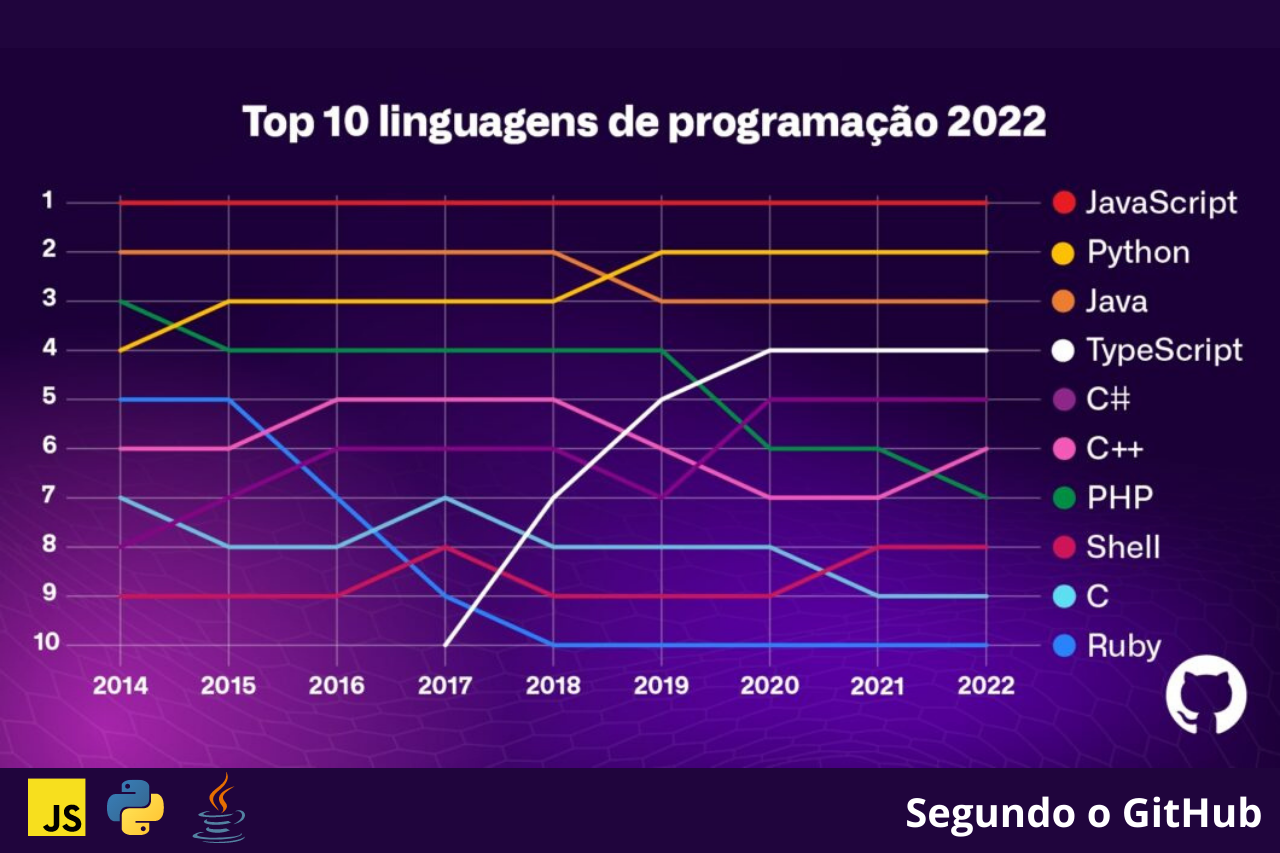 Top 10 linguagens de programação 2022
1
2
3
4
5
6
7
8
9
10
JavaScript
Python
Java
TypeScript
C#
C++
PHP
Shell
C
Ruby
2014 2015 2016 2017 2018 2019 2020 2021 2022
JS
Segundo o GitHub